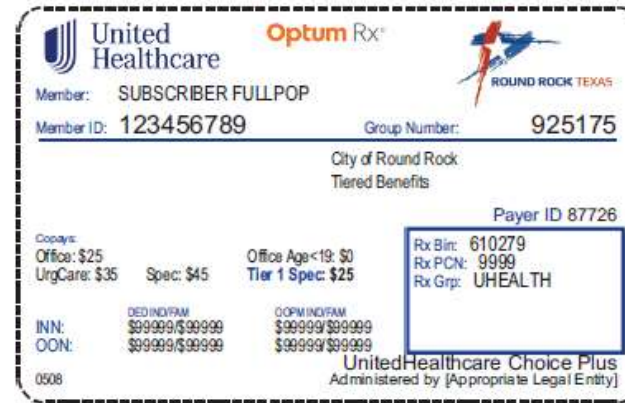 United Healthcare
Optum Rx®
ROUND ROCK TEXAS
Member: SUBSCRIBER FULLPOP
Member ID: 123456789 Group Number: 925175
City of Round Rock
Tiered Benefits
Payer ID 87726
Copays:
Office: $25 Office Age<19: $0
UrgCare: $35 Spec: $45 Tier 1 Spec: $25
Rx Bin: 610279
Rx PCN: 9999
Rx Grp: UHEALTH
DED IND/FAM OOPM IND/FAM
INN: $99999/$99999 $99999/$99999
OON: $99999/$99999 $99999/$99999
UnitedHealthcare Choice Plus
0508 Administered by [Appropriate Legal Entity]